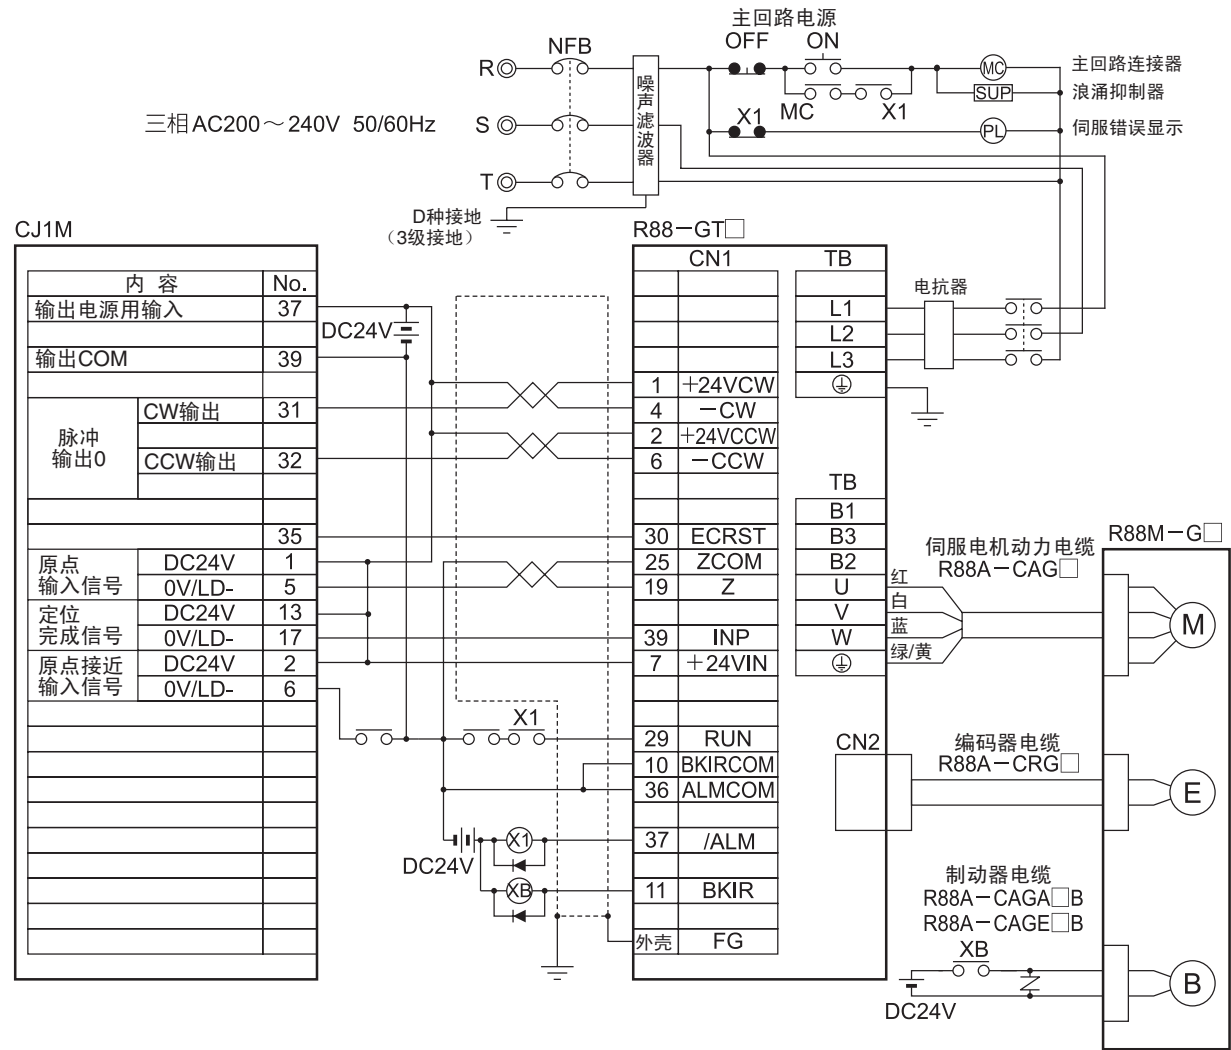 主回路电源
OFF ON
NFB
R
S
T
噪声滤波器
MC
主回路连接器
SUP
浪涌抑制器
MC X1
X1
PL
伺服错误显示
三相AC200～240V 50/60Hz
D种接地
（3级接地）
CJ1M
内 容 No.
输出电源用输入 37
输出COM 39
脉冲
输出0
CW输出 31
CCW输出 32
35
原点
输入信号
DC24V 1
0V/LD- 5
定位
完成信号
DC24V 13
0V/LD- 17
原点接近
输入信号
DC24V 2
0V/LD- 6
DC24V
X1
DC24V
X1
XB
R88－GT□
CN1
1 ＋24VCW
4 －CW
2 ＋24VCCW
6 －CCW
30 ECRST
25 ZCOM
19 Z
39 INP
7 ＋24VIN
29 RUN
10 BKIRCOM
36 ALMCOM
37 /ALM
11 BKIR
外壳 FG
TB
L1
L2
L3
电抗器
TB
B1
B3
B2
U
V
W
红
白
蓝
绿/黄
CN2
伺服电机动力电缆
R88A－CAG□
编码器电缆
R88A－CRG□
制动器电缆
R88A－CAGA□B
R88A－CAGE□B
XB
DC24V
R88M－G□
M
E
B